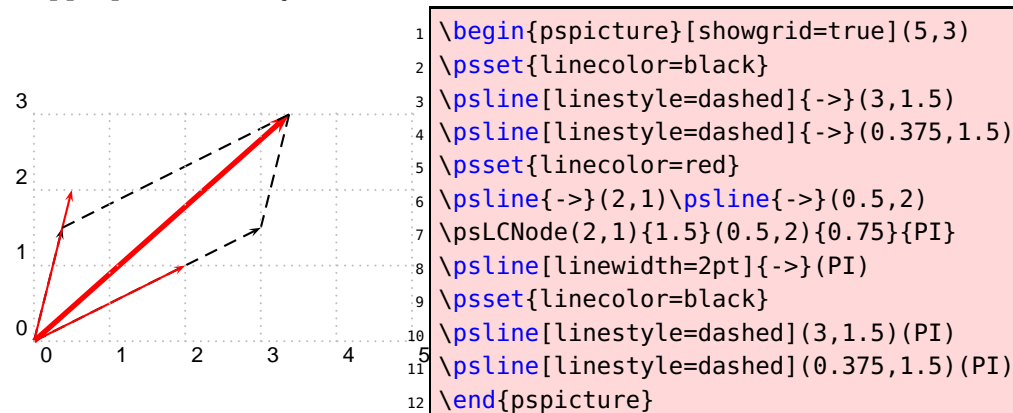 3
2
1
0
0 1 2 3 4 5
1 \begin{pspicture}[showgrid=true](5,3)
2 \psset{linecolor=black}
3 \psline[linestyle=dashed]{->}(3,1.5)
4 \psline[linestyle=dashed]{->}(0.375,1.5)
5 \psset{linecolor=red}
6 \psline{->}(2,1)\psline{->}(0.5,2)
7 \psLCNode(2,1){1.5}(0.5,2){0.75}{PI}
8 \psline[linewidth=2pt]{->}(PI)
9 \psset{linecolor=black}
10 \psline[linestyle=dashed](3,1.5)(PI)
11 \psline[linestyle=dashed](0.375,1.5)(PI)
12 \end{pspicture}